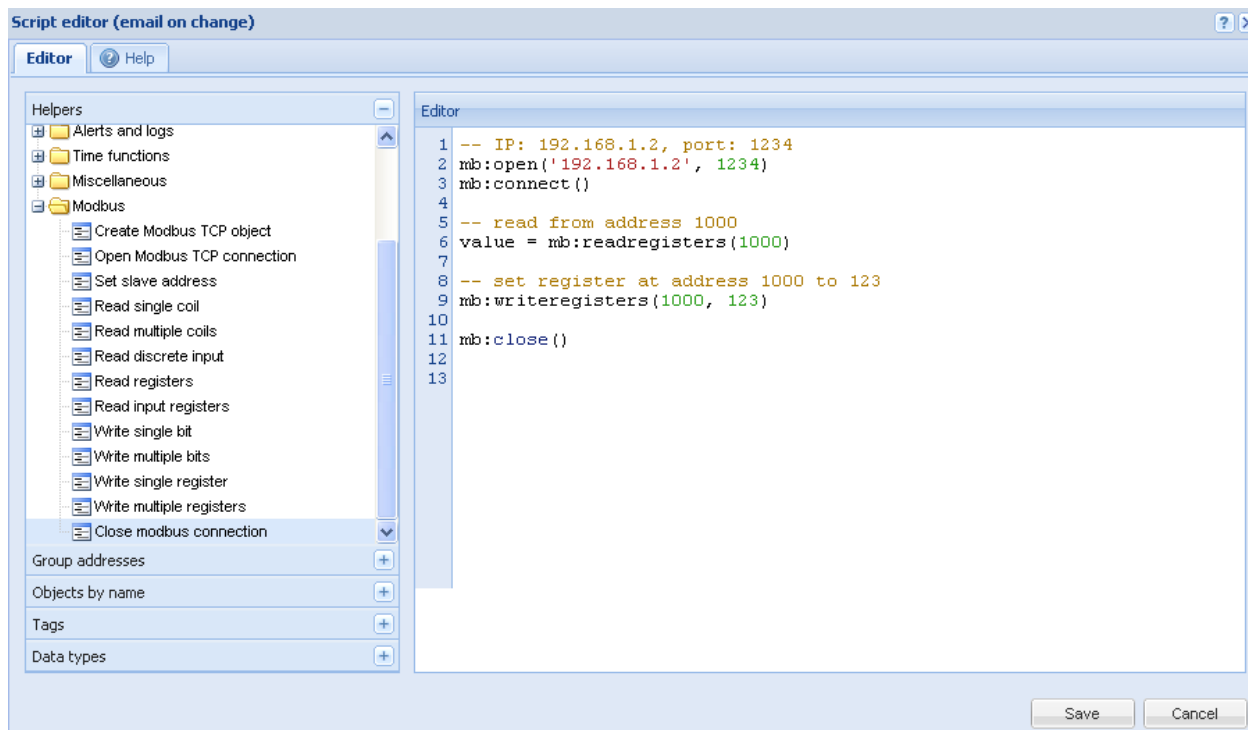 Script editor (email on change)
Editor
Help
Helpers
Alerts and logs
Time functions
Miscellaneous
Modbus
Create Modbus TCP object
Open Modbus TCP connection
Set slave address
Read single coil
Read multiple coils
Read discrete input
Read registers
Read input registers
Write single bit
Write multiple bits
Write single register
Write multiple registers
Close modbus connection
Group addresses
Objects by name
Tags
Data types
Editor
1 -- IP: 192.168.1.2, port: 1234
2 mb:open('192.168.1.2', 1234)
3 mb:connect()
4
5 -- read from address 1000
6 value = mb:readregisters(1000)
7
8 -- set register at address 1000 to 123
9 mb:writeregisters(1000, 123)
10
11 mb:close()
12
13
Save
Cancel